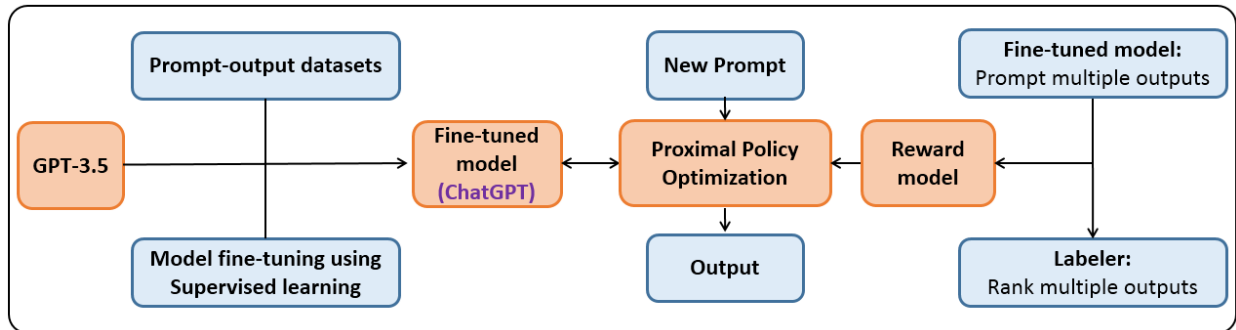 Prompt-output datasets
New Prompt
Fine-tuned model:
Prompt multiple outputs
GPT-3.5
Fine-tuned
model
(ChatGPT)
Proximal Policy
Optimization
Reward
model
Model fine-tuning using
Supervised learning
Output
Labeler:
Rank multiple outputs